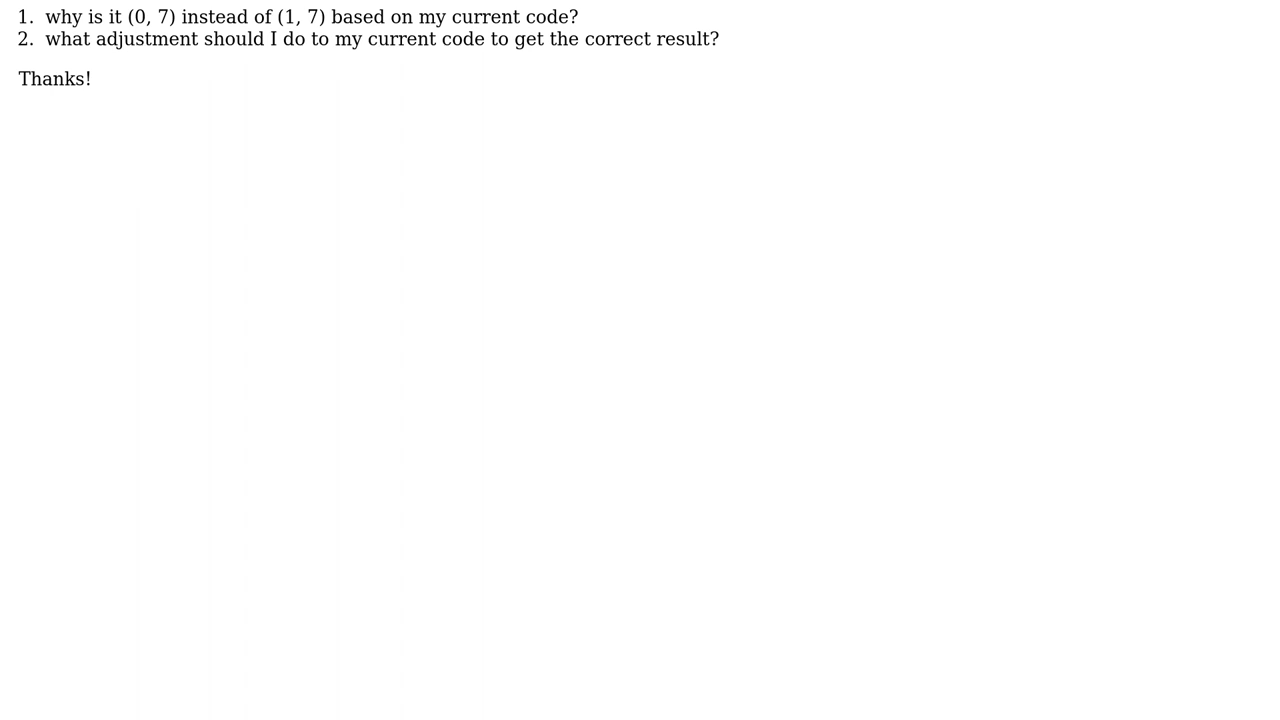 1. why is it (0, 7) instead of (1, 7) based on my current code?
2. what adjustment should I do to my current code to get the correct result?
Thanks!